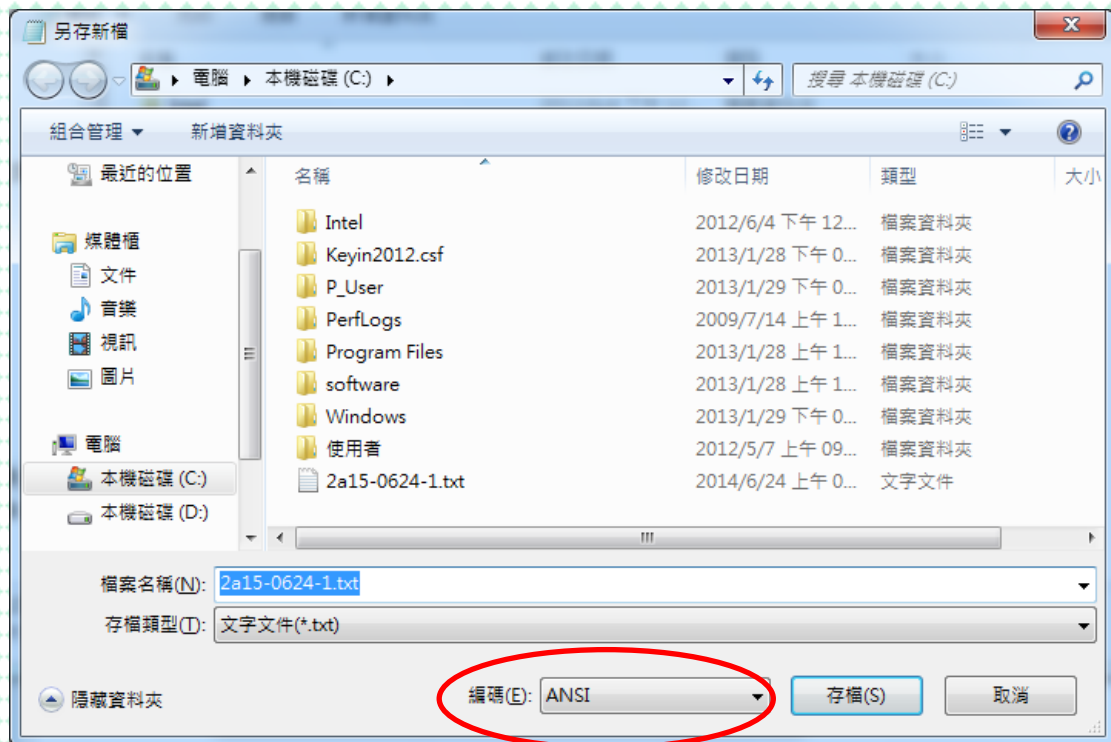 另存新檔
電腦 ▸ 本機磁碟 (C:) ▸
搜尋 本機磁碟 (C:)
組合管理 ▼ 新增資料夾
最近的位置
媒體櫃
文件
音樂
視訊
圖片
電腦
本機磁碟 (C:)
本機磁碟 (D:)
名稱 修改日期 類型 大小
Intel 2012/6/4 下午 12... 檔案資料夾
Keyin2012.csf 2013/1/28 下午 0... 檔案資料夾
P_User 2013/1/29 下午 0... 檔案資料夾
PerfLogs 2009/7/14 上午 1... 檔案資料夾
Program Files 2013/1/28 上午 1... 檔案資料夾
software 2013/1/28 上午 1... 檔案資料夾
Windows 2013/1/29 下午 0... 檔案資料夾
使用者 2012/5/7 上午 09... 檔案資料夾
2a15-0624-1.txt 2014/6/24 上午 0... 文字文件
檔案名稱(N): 2a15-0624-1.txt
存檔類型(T): 文字文件(*.txt)
隱藏資料夾 編碼(E): ANSI 存檔(S) 取消